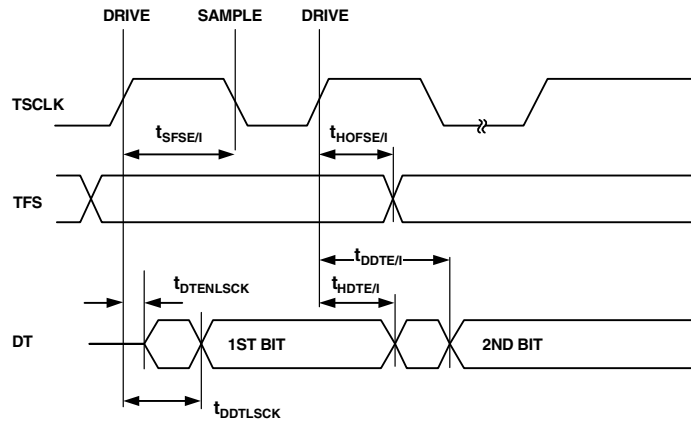 DRIVE SAMPLE DRIVE
TSCLK
tSFSE/I tHOFSE/I
TFS
tDDTE/I
tDTENLSCK tHDTE/I
DT 1ST BIT 2ND BIT
tDDTLSCK